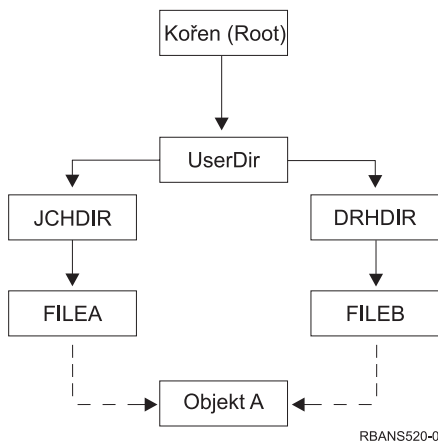 Kořen (Root)
UserDir
JCHDIR
DRHDIR
FILEA
FILEB
Objekt A
RBANS520-0